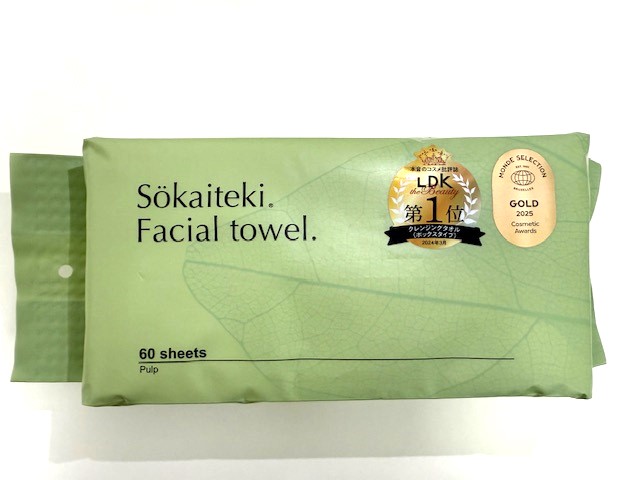 Sökaiteki®
Facial towel.
60 sheets
Pulp
本音のコスメ批評誌
LDK
the Beauty
第1位
クレンジングタオル
(ボックスタイプ)
2024年3月
MONDE SELECTION
BRUXELLES
GOLD
2025
Cosmetic
Awards